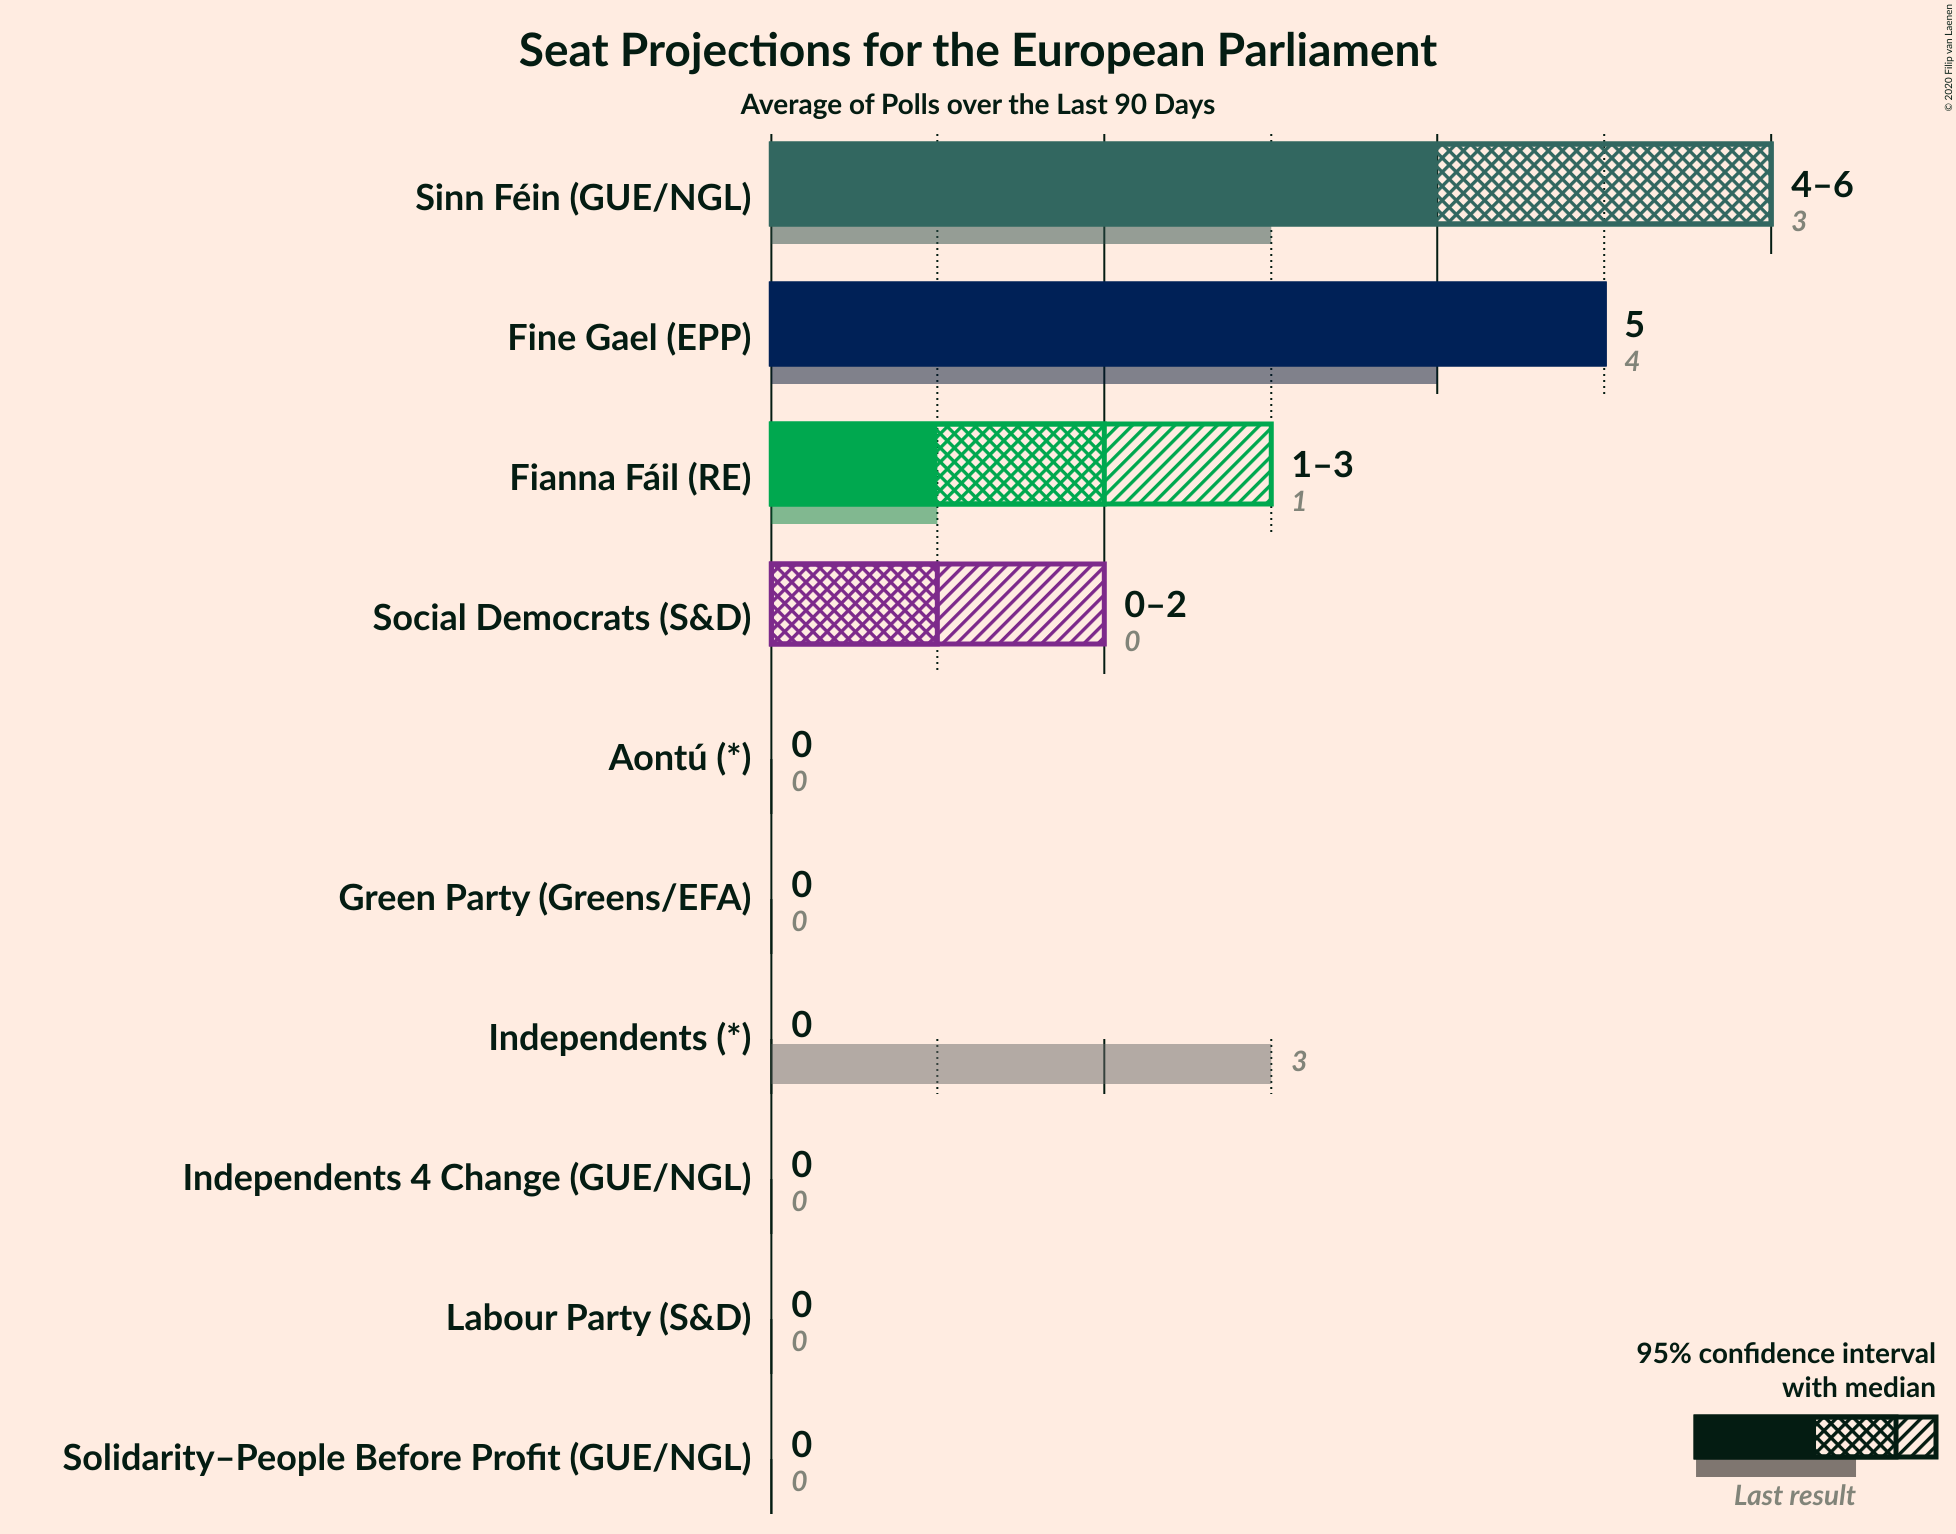 Seat Projections for the European Parliament
Average of Polls over the Last 90 Days
© 2020 Filip van Laenen
Sinn Féin (GUE/NGL)
4–6
3
Fine Gael (EPP)
5
4
Fianna Fáil (RE)
1–3
1
Social Democrats (S&D)
0–2
0
Aontú (*)
0
0
Green Party (Greens/EFA)
0
0
Independents (*)
0
3
Independents 4 Change (GUE/NGL)
0
0
Labour Party (S&D)
0
0
Solidarity–People Before Profit (GUE/NGL)
0
0
95% confidence interval
with median
Last result